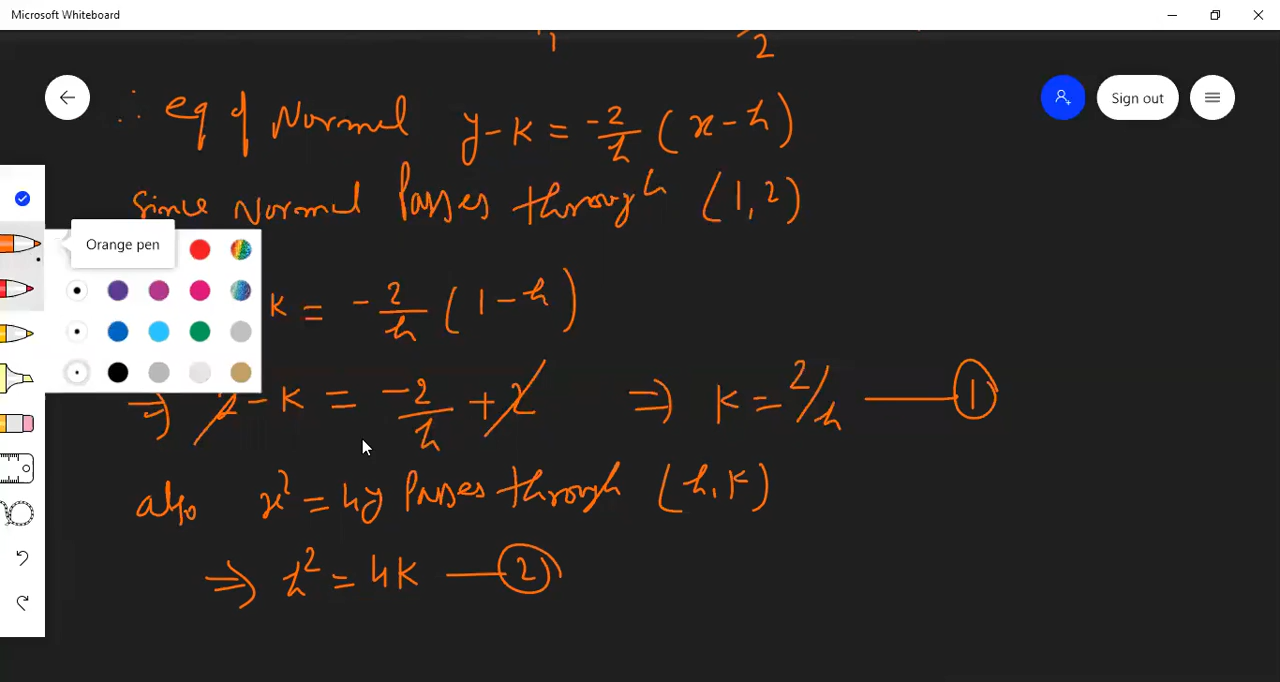 Microsoft Whiteboard
Sign out
∴ eq of Normal y-k = -2/h (x-h)
Since Normal Passes through (1,2)
Orange pen
k = -2/h (1-h)
⇒ 2-k = -2/h + 2 ⇒ k = 2/h — 1
also x² = 4y Passes through (h,k)
⇒ h² = 4k — 2